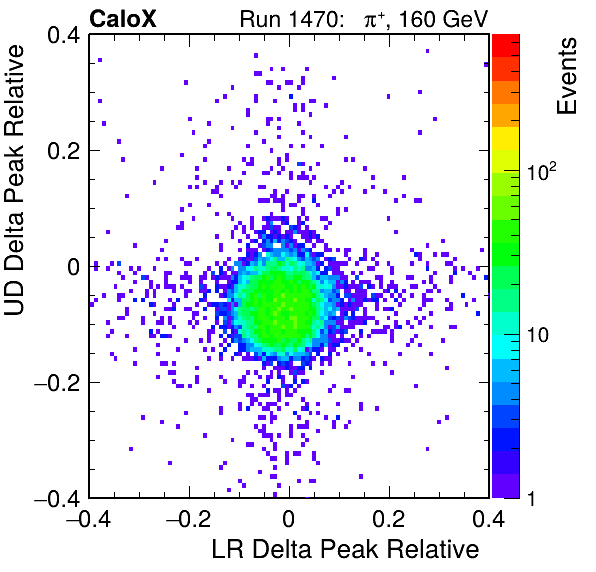 CaloX Run 1470: π+, 160 GeV
0.4
0.2
0
−0.2
−0.4
−0.4 −0.2 0 0.2 0.4
UD Delta Peak Relative
LR Delta Peak Relative
Events
10²
10
1